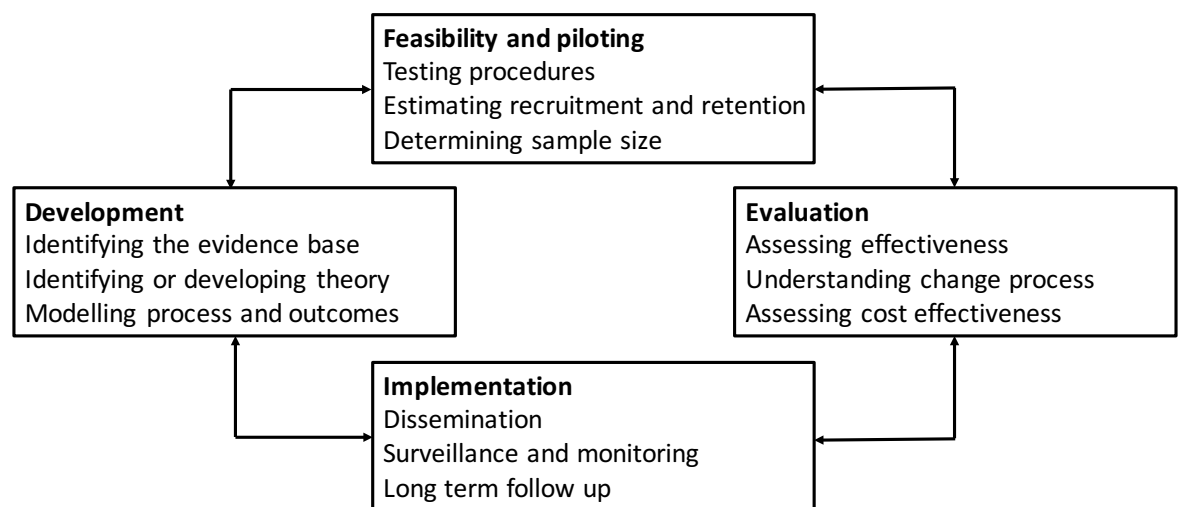 Feasibility and piloting
Testing procedures
Estimating recruitment and retention
Determining sample size
Development
Identifying the evidence base
Identifying or developing theory
Modelling process and outcomes
Evaluation
Assessing effectiveness
Understanding change process
Assessing cost effectiveness
Implementation
Dissemination
Surveillance and monitoring
Long term follow up